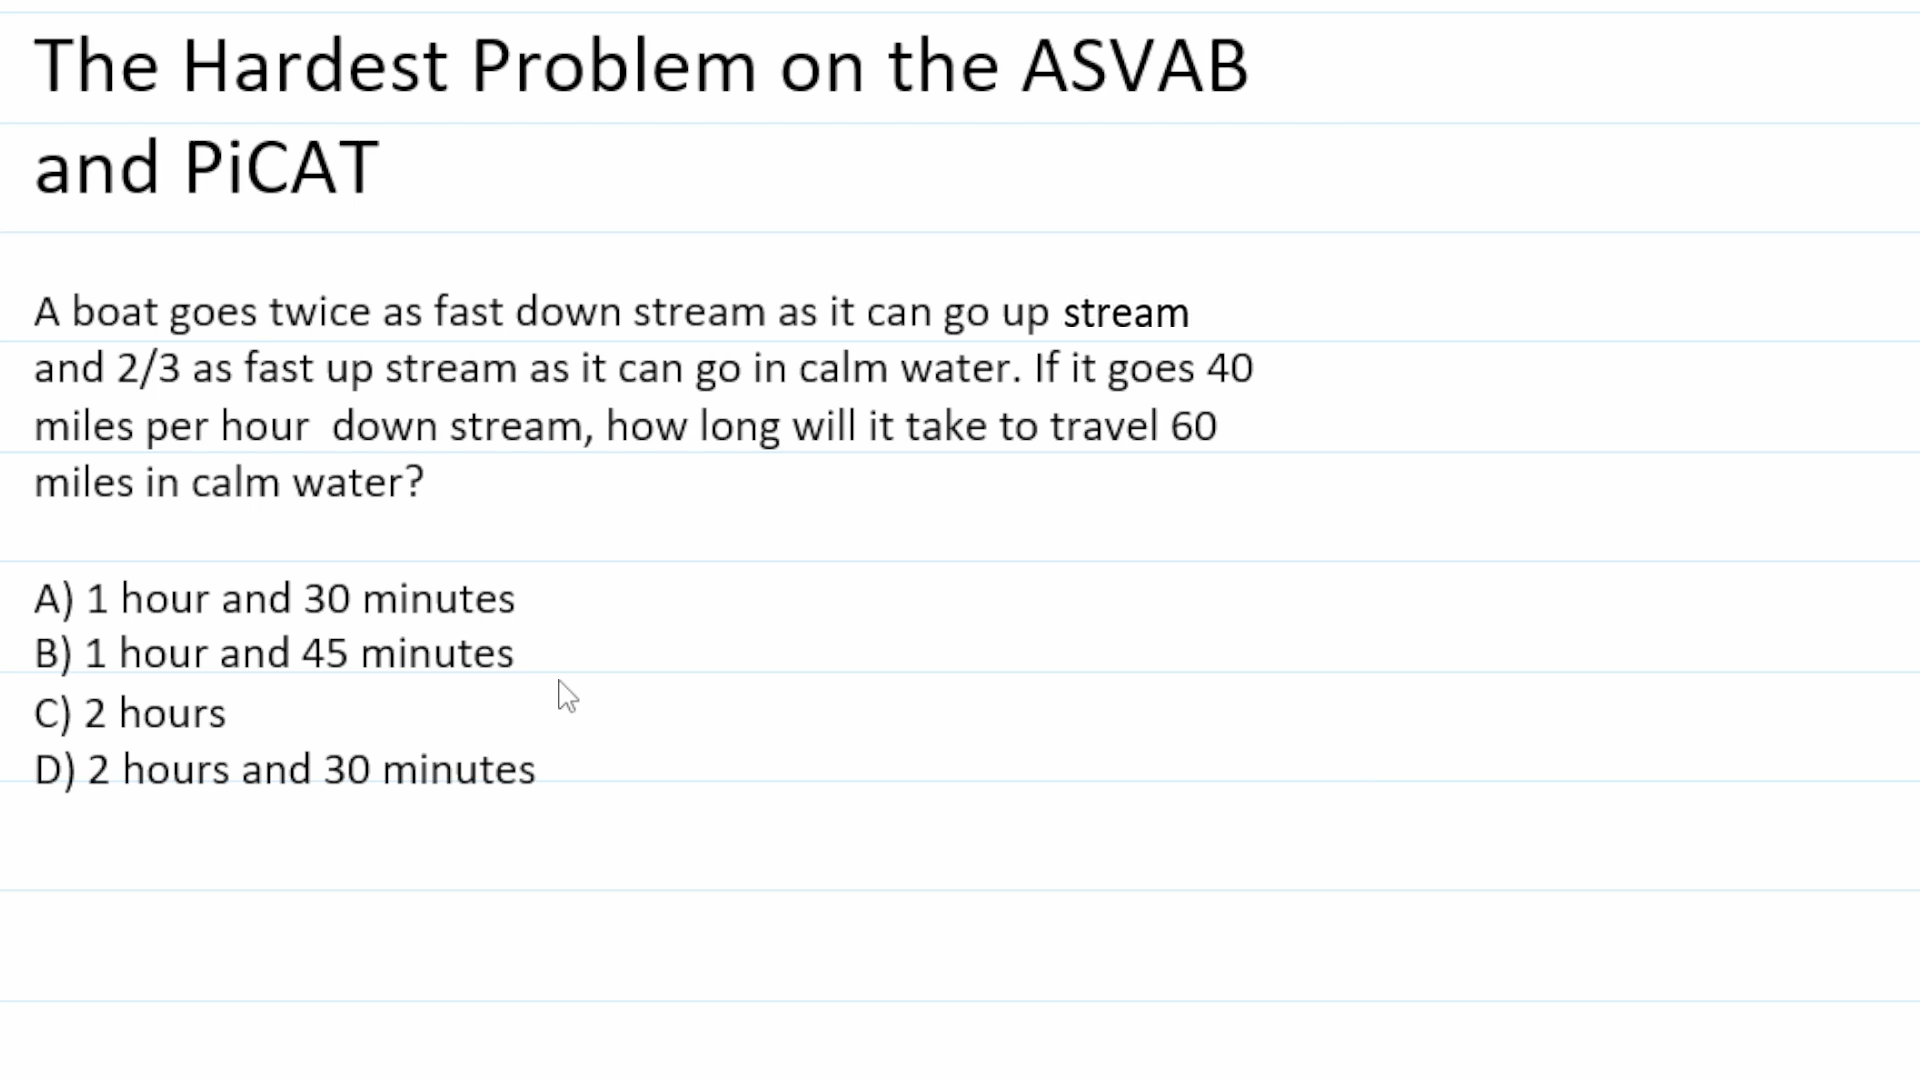 The Hardest Problem on the ASVAB
and PiCAT
A boat goes twice as fast down stream as it can go up stream
and 2/3 as fast up stream as it can go in calm water. If it goes 40
miles per hour  down stream, how long will it take to travel 60
miles in calm water?
A) 1 hour and 30 minutes
B) 1 hour and 45 minutes
C) 2 hours
D) 2 hours and 30 minutes